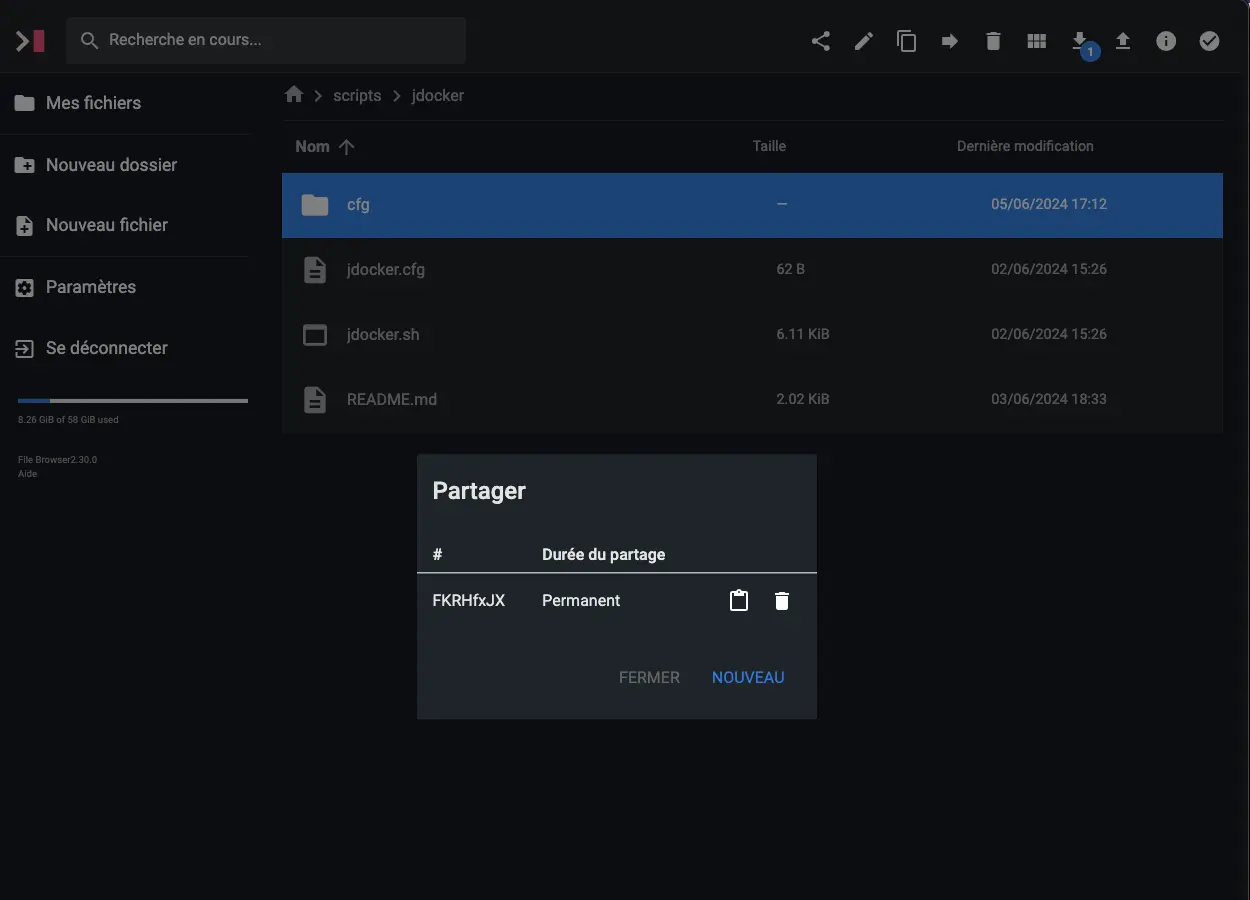 Recherche en cours...
1
Mes fichiers
Nouveau dossier
Nouveau fichier
Paramètres
Se déconnecter
8.26 GiB of 58 GiB used
File Browser2.30.0
Aide
scripts
jdocker
Nom Taille Dernière modification
cfg — 05/06/2024 17:12
jdocker.cfg 62 B 02/06/2024 15:26
jdocker.sh 6.11 KiB 02/06/2024 15:26
README.md 2.02 KiB 03/06/2024 18:33
Partager
# Durée du partage
FKRHfxJX Permanent
FERMER NOUVEAU